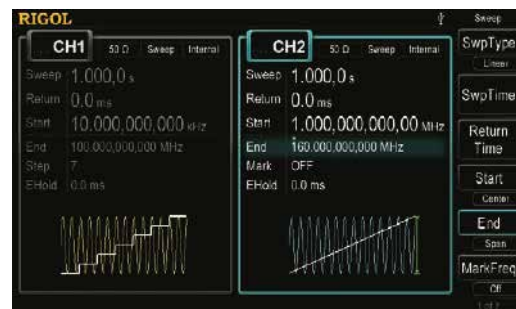 RIGOL
CH1 50 Ω Sweep Internal
Sweep 1.000,0 s
Return 0.0 ms
Start 10.000,000,000 kHz
End 100.000,000,000 MHz
Step 7
EHold 0.0 ms
CH2 50 Ω Sweep Internal
Sweep 1.000,0 s
Return 0.0 ms
Start 1.000,000,000,00 MHz
End 160.000,000,000 MHz
Mark OFF
EHold 0.0 ms
Sweep
SwpType
Linear
SwpTime
Return
Time
Start
Center
End
Span
MarkFreq
Off
1 of 2